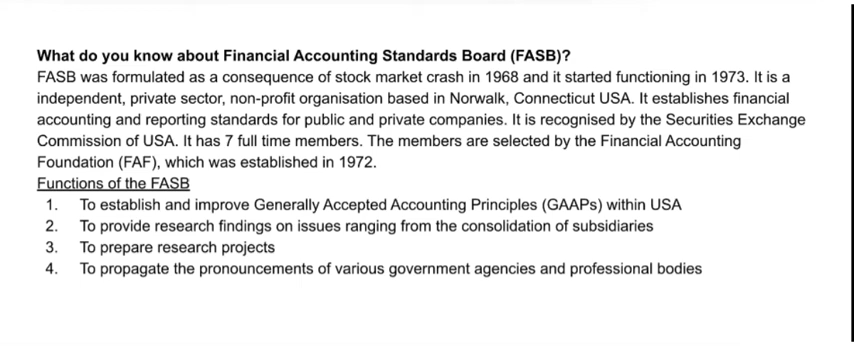 What do you know about Financial Accounting Standards Board (FASB)?
FASB was formulated as a consequence of stock market crash in 1968 and it started functioning in 1973. It is a
independent, private sector, non-profit organisation based in Norwalk, Connecticut USA. It establishes financial
accounting and reporting standards for public and private companies. It is recognised by the Securities Exchange
Commission of USA. It has 7 full time members. The members are selected by the Financial Accounting
Foundation (FAF), which was established in 1972.
Functions of the FASB
1. To establish and improve Generally Accepted Accounting Principles (GAAPs) within USA
2. To provide research findings on issues ranging from the consolidation of subsidiaries
3. To prepare research projects
4. To propagate the pronouncements of various government agencies and professional bodies